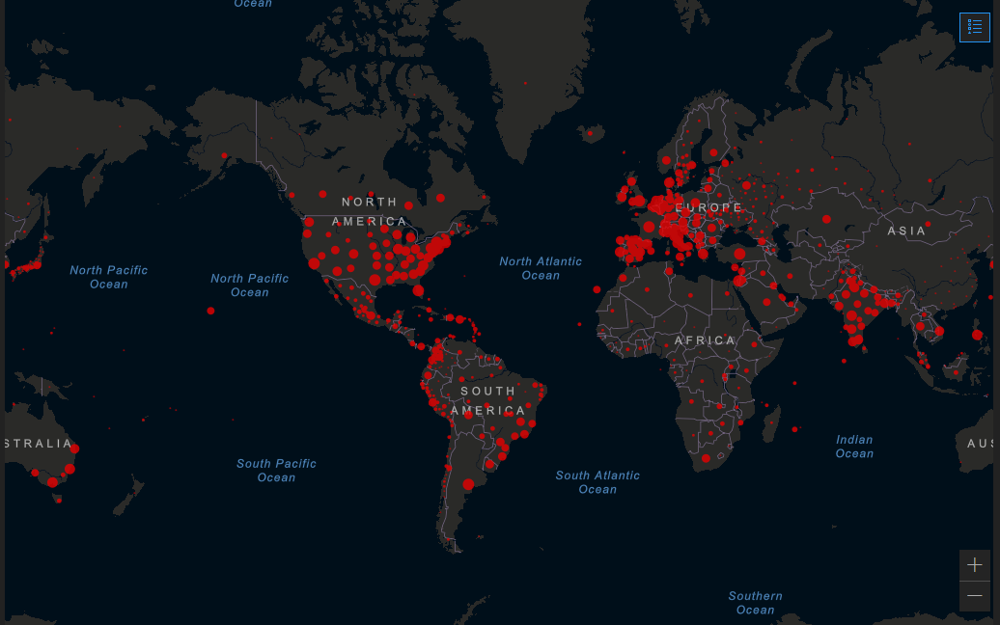 Ocean
NORTH
AMERICA
EUROPE
ASIA
North Pacific
Ocean
North Pacific
Ocean
North Atlantic
Ocean
AFRICA
SOUTH
AMERICA
STRALIA
AUS
Indian
Ocean
South Pacific
Ocean
South Atlantic
Ocean
Southern
Ocean